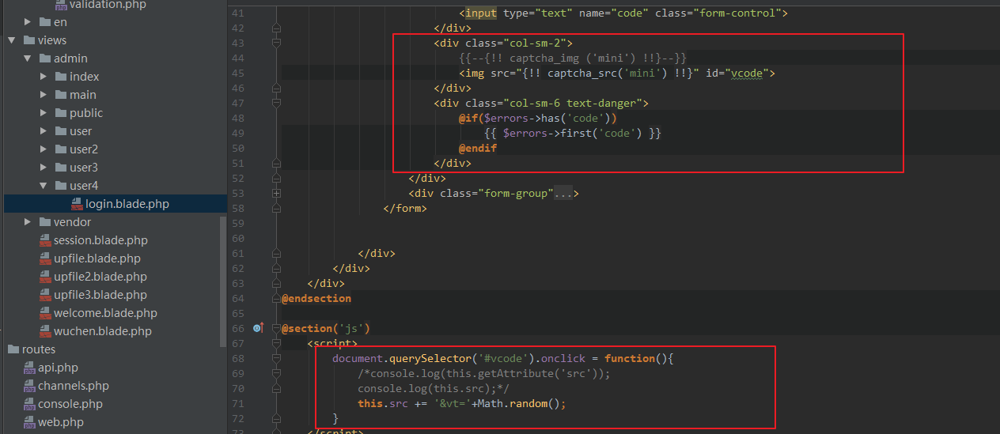 validation.php
en
views
admin
index
main
public
user
user2
user3
user4
login.blade.php
vendor
session.blade.php
upfile.blade.php
upfile2.blade.php
upfile3.blade.php
welcome.blade.php
wuchen.blade.php
routes
api.php
channels.php
console.php
web.php
41 <input type="text" name="code" class="form-control">
42 </div>
43 <div class="col-sm-2">
44 {{--{!! captcha_img ('mini') !!}--}}
45 <img src="{!! captcha_src('mini') !!}" id="vcode">
46 </div>
47 <div class="col-sm-6 text-danger">
48 @if($errors->has('code'))
49 {{ $errors->first('code') }}
50 @endif
51 </div>
52 </div>
53 <div class="form-group"...>
58 </form>
59
60
61 </div>
62 </div>
63 </div>
64 @endsection
65
66 @section('js')
67 <script>
68 document.querySelector('#vcode').onclick = function(){
69 /*console.log(this.getAttribute('src'));
70 console.log(this.src);*/
71 this.src += '&vt='+Math.random();
72 }
73 </script>